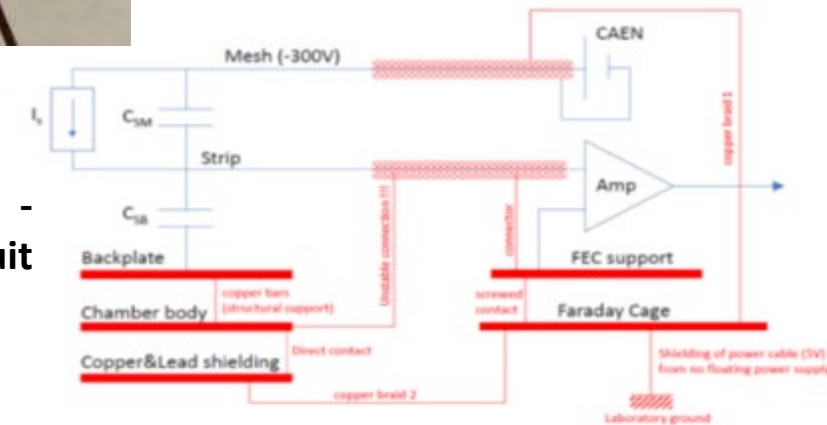 CAEN
Mesh (-300V)
copper braid1
Is
CSM
Strip
Amp
-
CSB
uit
Unstable connection !!!
connector
Backplate
FEC support
copper bars
(structural support)
screwed
contact
Chamber body
Faraday Cage
Direct contact
Shielding of power cable (5V)
from no floating power supply
Copper&Lead shielding
copper braid 2
Laboratory ground